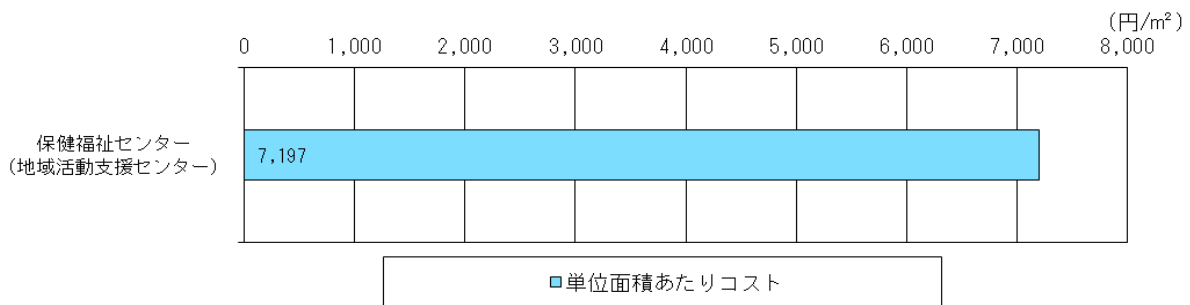 （円/m²）
0 1,000 2,000 3,000 4,000 5,000 6,000 7,000 8,000
保健福祉センター
（地域活動支援センター）
7,197
単位面積あたりコスト